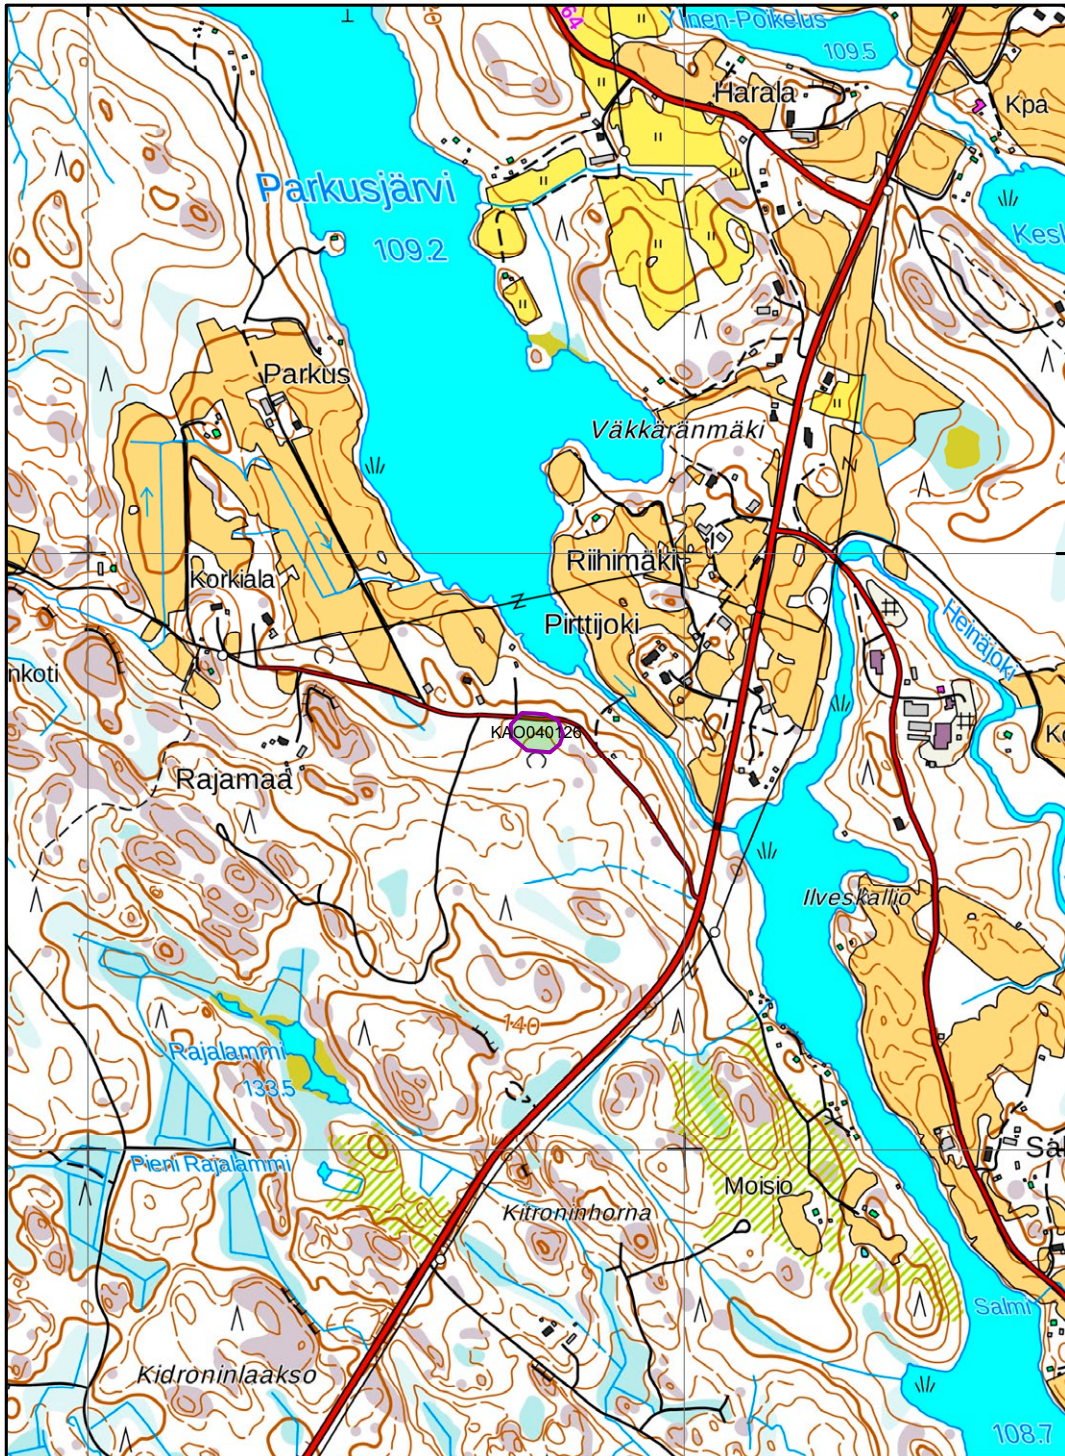 64
Ylinen-Poikelus
109.5
Harala
Kpa
Parkusjärvi
109.2
Parkus
Väkkäränmäki
Riihimäki
Korkiala
Pirttijoki
Heinäjoki
nkoti
KAO040126
Rajamaa
Ilveskallio
140
Rajalammi
133.5
Pieni Rajalammi
Moisio
Kitroninhorna
Salmi
Kidroninlaakso
108.7